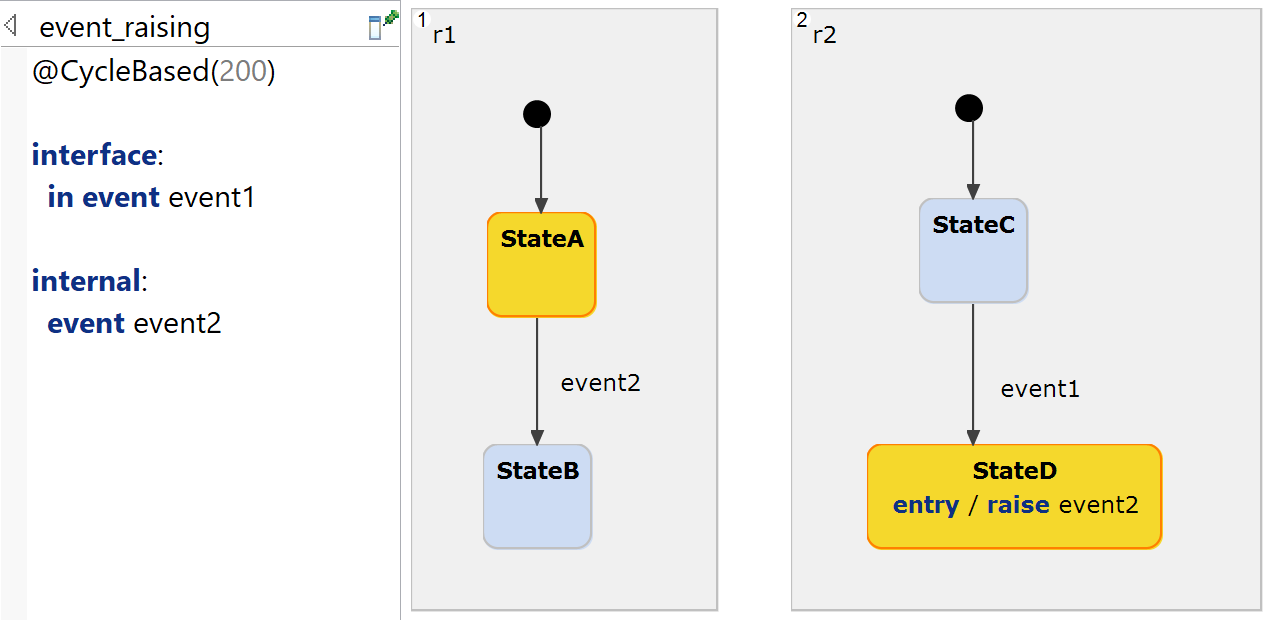 event_raising
@CycleBased(200)
interface:
in event event1
internal:
event event2
1
r1
StateA
event2
StateB
2
r2
StateC
event1
StateD
entry / raise event2